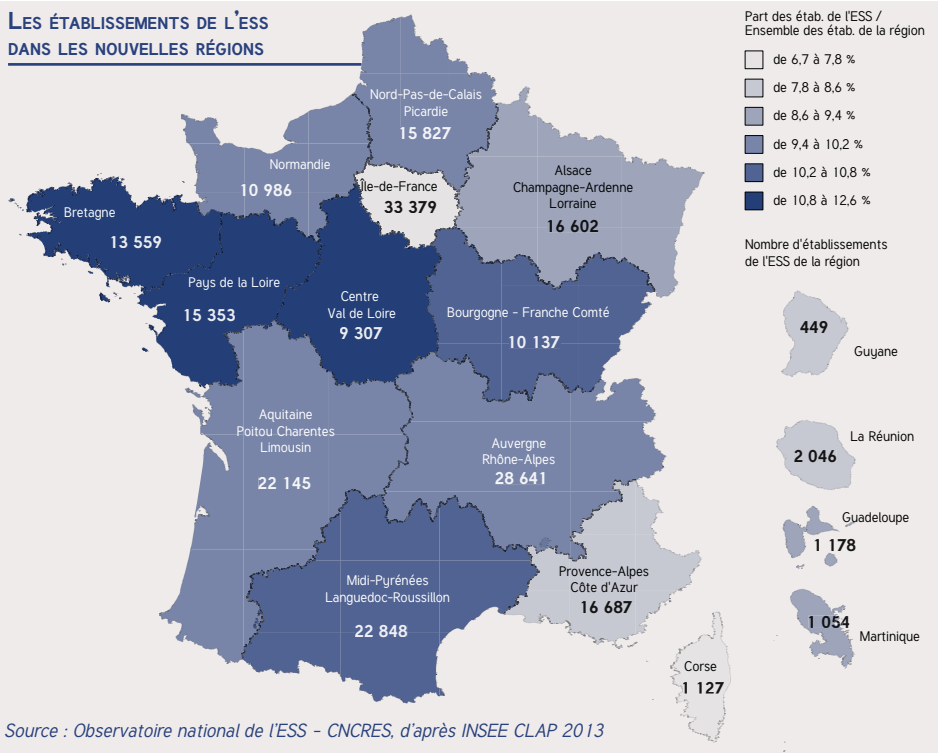 Les établissements de l'ess
dans les nouvelles régions
Part des étab. de l'ESS /
Ensemble des étab. de la région
de 6,7 à 7,8 %
de 7,8 à 8,6 %
de 8,6 à 9,4 %
de 9,4 à 10,2 %
de 10,2 à 10,8 %
de 10,8 à 12,6 %
Nombre d'établissements
de l'ESS de la région
Nord-Pas-de-Calais
Picardie
15 827
Normandie
10 986
Île-de-France
33 379
Alsace
Champagne-Ardenne
Lorraine
16 602
Bretagne
13 559
Pays de la Loire
15 353
Centre
Val de Loire
9 307
Bourgogne - Franche Comté
10 137
Aquitaine
Poitou Charentes
Limousin
22 145
Auvergne
Rhône-Alpes
28 641
Midi-Pyrénées
Languedoc-Roussillon
22 848
Provence-Alpes
Côte d'Azur
16 687
Corse
1 127
449
Guyane
La Réunion
2 046
Guadeloupe
1 178
1 054
Martinique
Source : Observatoire national de l'ESS - CNCRES, d'après INSEE CLAP 2013